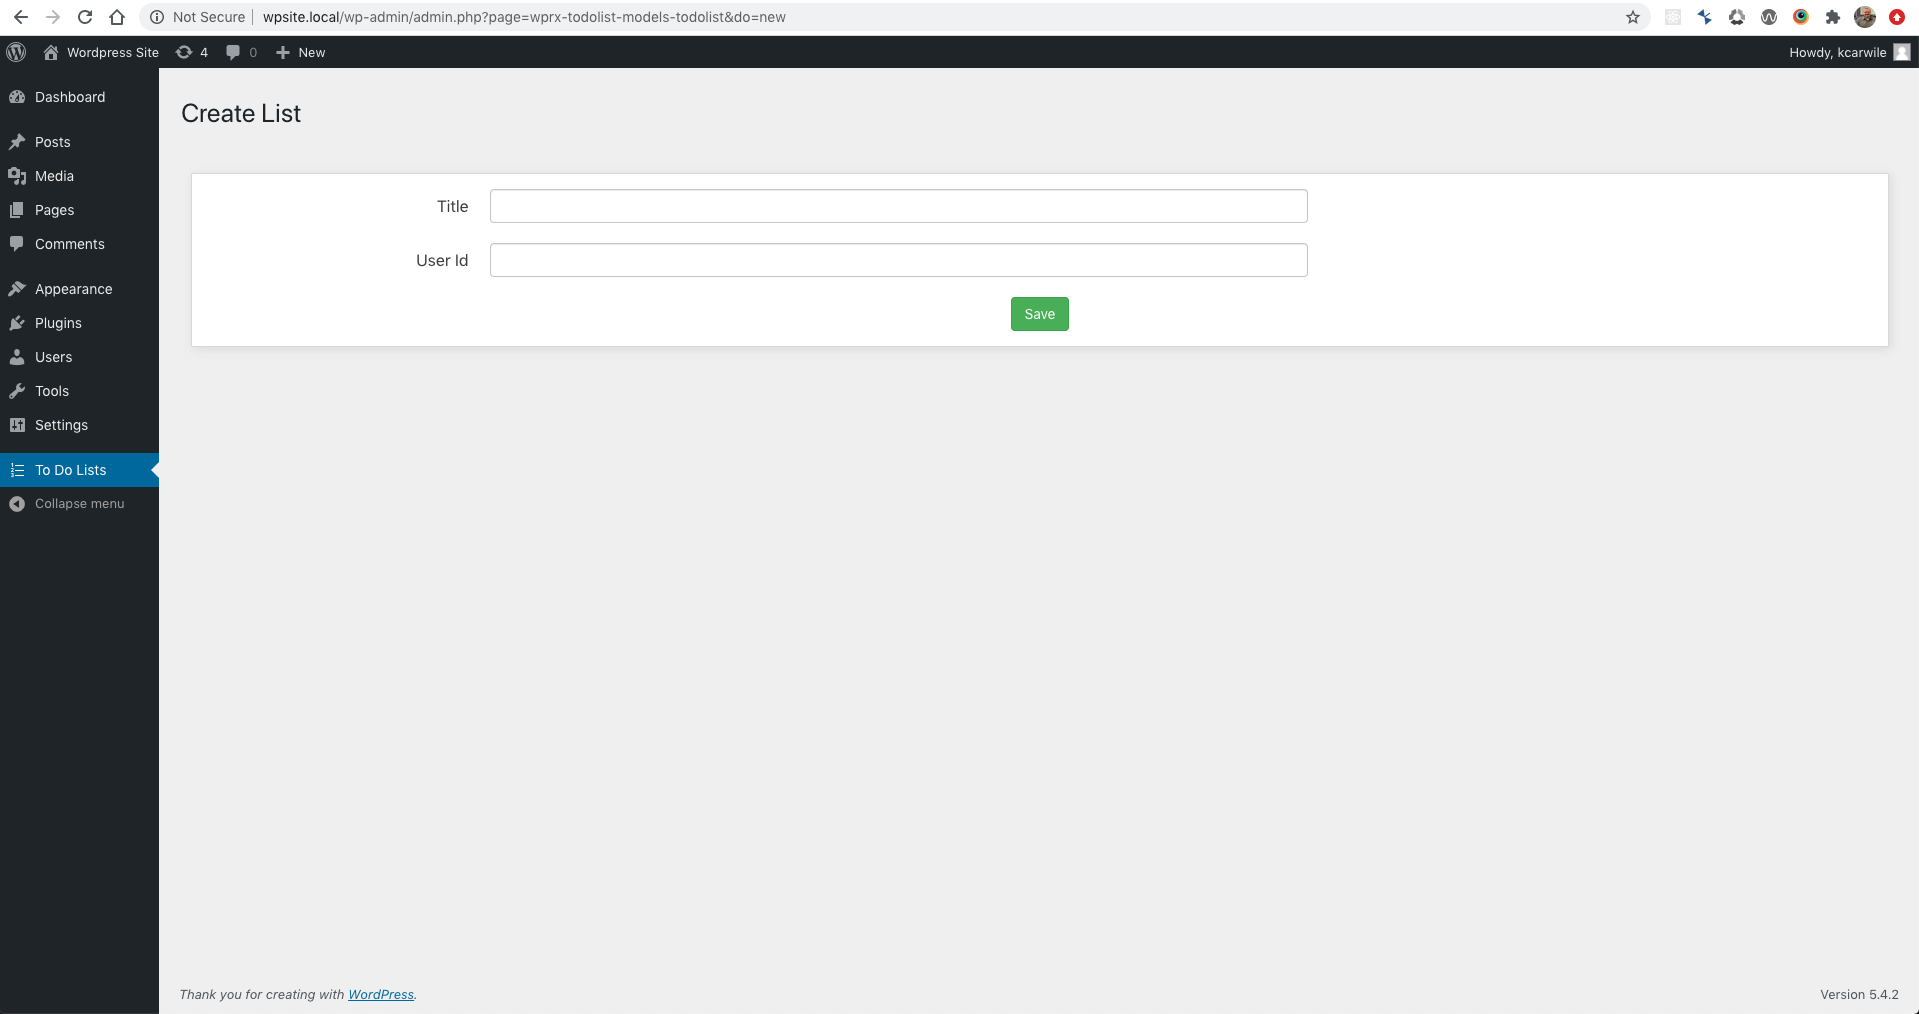 Not Secure wpsite.local/wp-admin/admin.php?page=wprx-todolist-models-todolist&do=new
Wordpress Site 4 0 New Howdy, kcarwile
Dashboard
Posts
Media
Pages
Comments
Appearance
Plugins
Users
Tools
Settings
To Do Lists
Collapse menu
Create List
Title
User Id
Save
Thank you for creating with WordPress.
Version 5.4.2